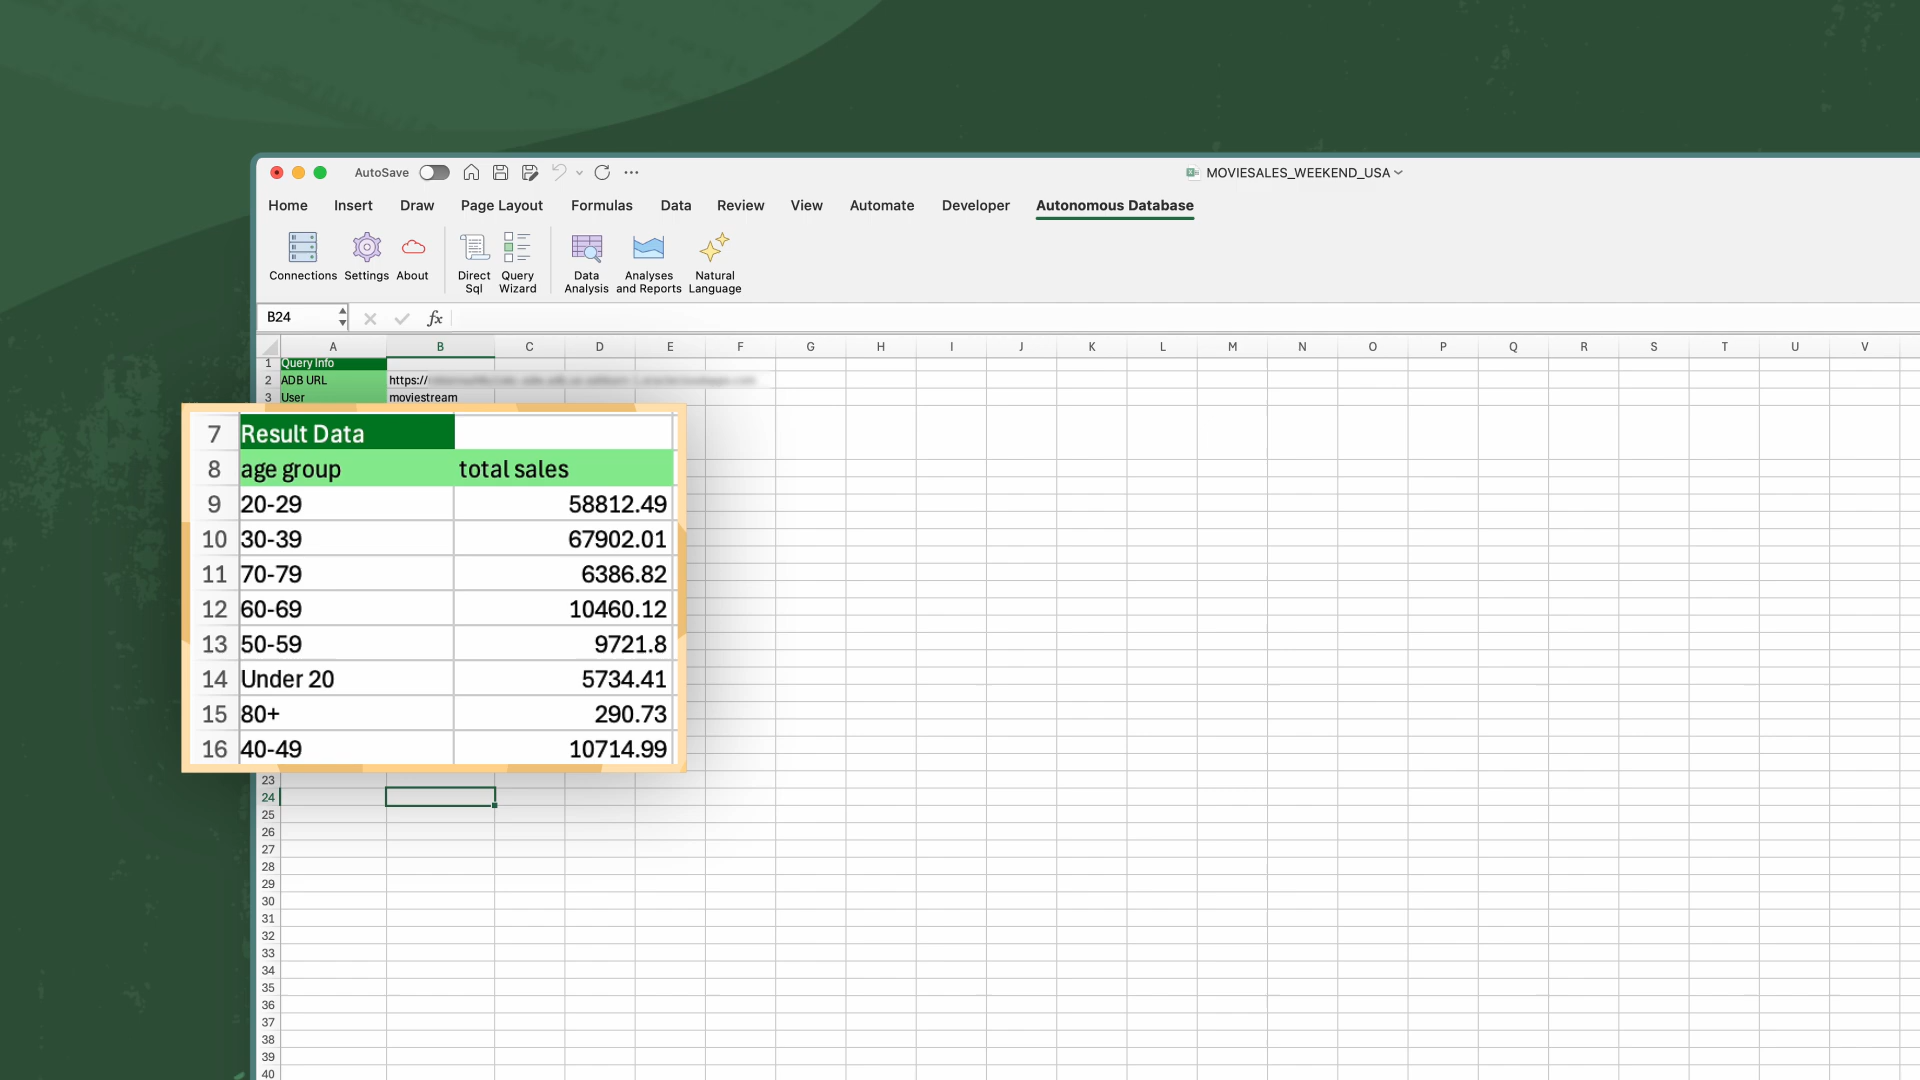 AutoSave
MOVIESALES_WEEKEND_USA
Home Insert Draw Page Layout Formulas Data Review View Automate Developer Autonomous Database
Connections Settings About Direct Sql Query Wizard Data Analysis Analyses and Reports Natural Language
B24 fx
A B C D E F G H I J K L M N O P Q R S T U V
1 Query Info
2 ADB URL https://
3 User moviestream
7 Result Data
8 age group total sales
9 20-29 58812.49
10 30-39 67902.01
11 70-79 6386.82
12 60-69 10460.12
13 50-59 9721.8
14 Under 20 5734.41
15 80+ 290.73
16 40-49 10714.99
23
24
25
26
27
28
29
30
31
32
33
34
35
36
37
38
39
40